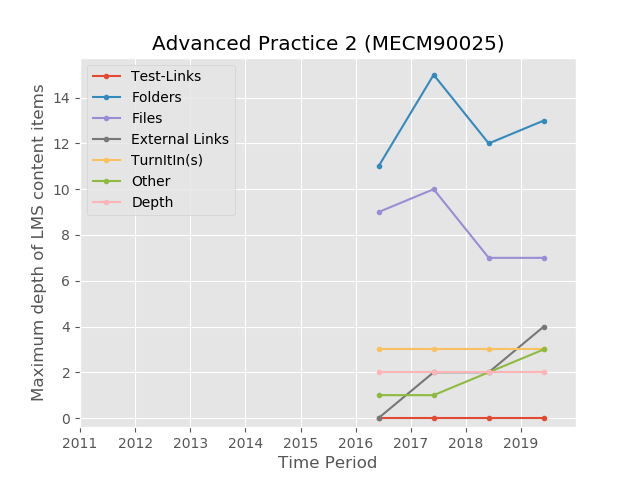 Advanced Practice 2 (MECM90025)
Test-Links
Folders
Files
External Links
TurnItIn(s)
Other
Depth
Maximum depth of LMS content items
14
12
10
8
6
4
2
0
2011 2012 2013 2014 2015 2016 2017 2018 2019
Time Period